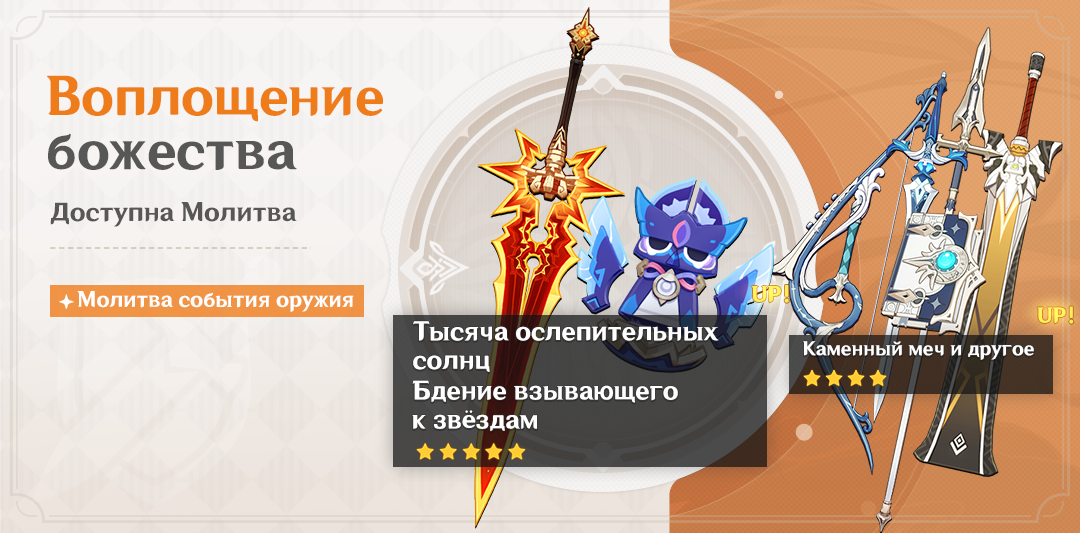 Воплощение
божества
Доступна Молитва
Молитва события оружия
Тысяча ослепительных
солнц
Бдение взывающего
к звёздам
UP!
Каменный меч и другое
UP!